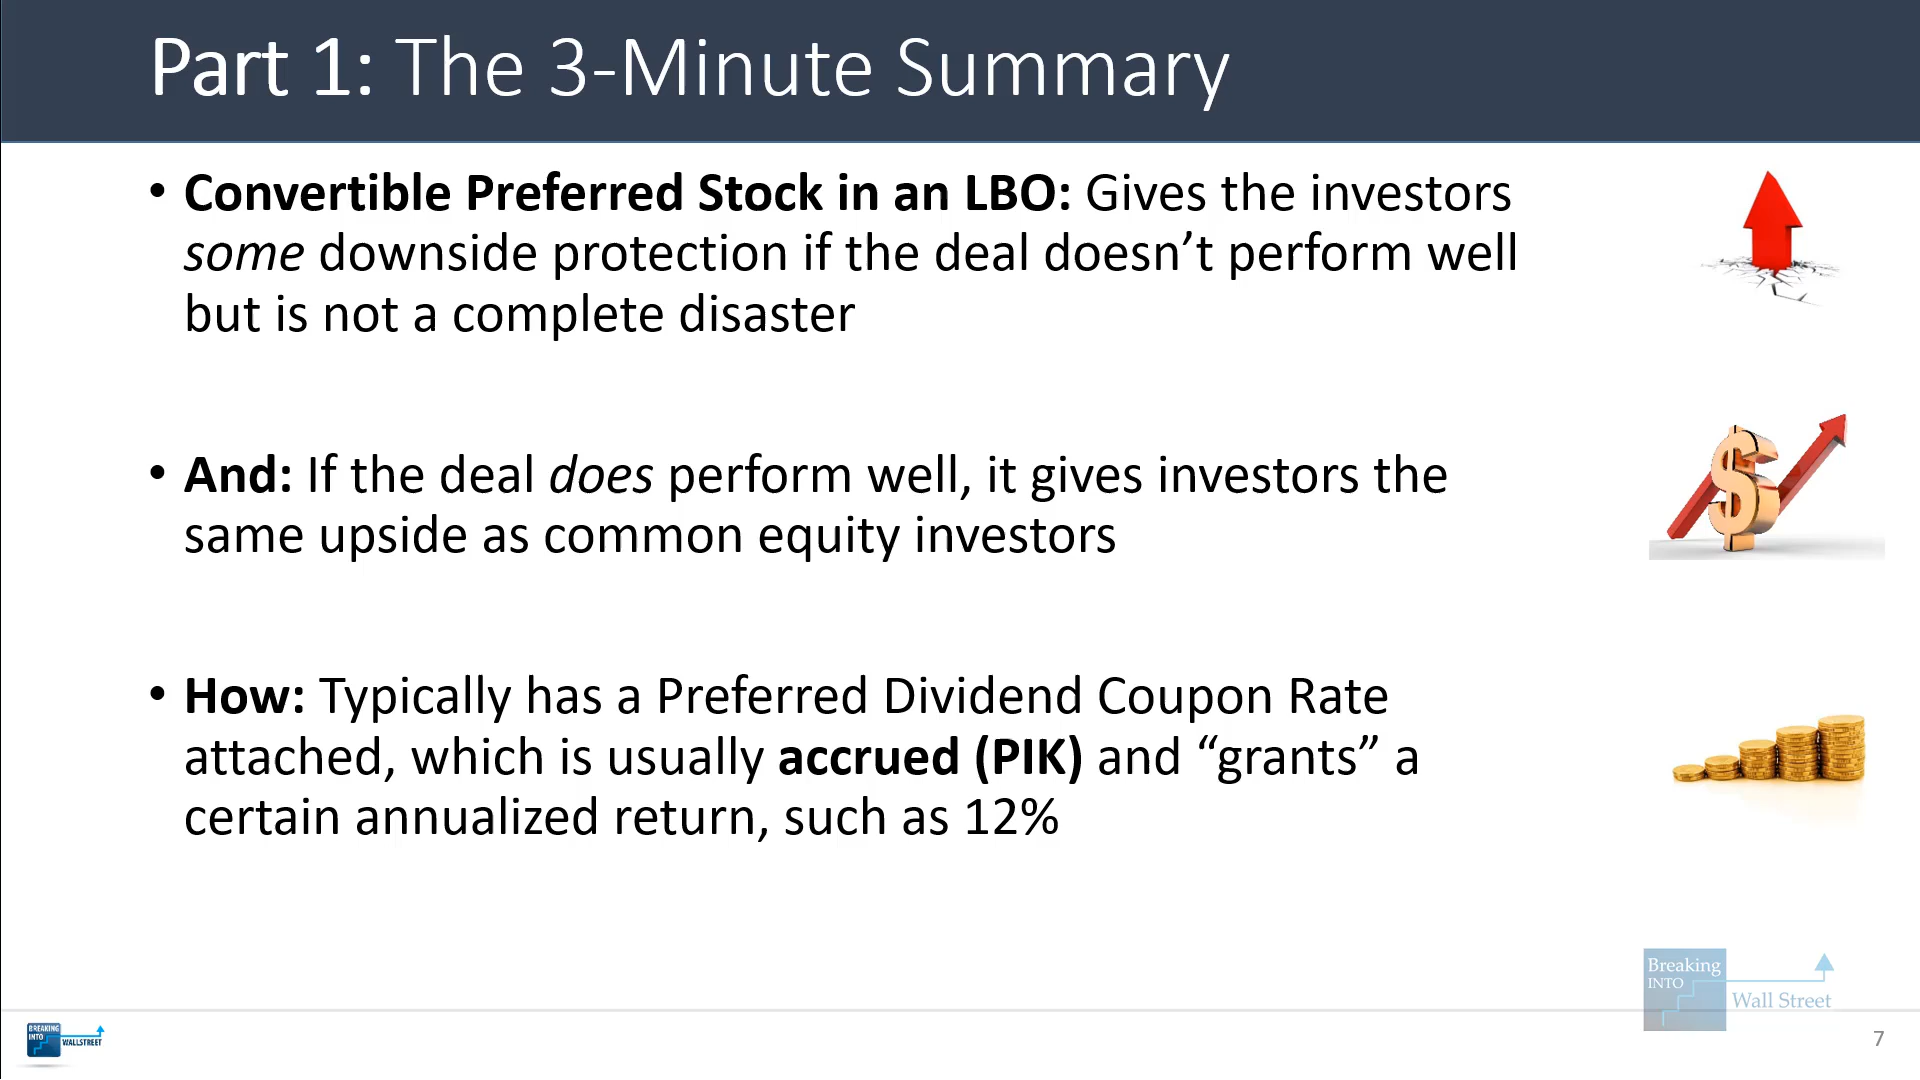 Part 1: The 3-Minute Summary
• Convertible Preferred Stock in an LBO: Gives the investors
some downside protection if the deal doesn’t perform well
but is not a complete disaster
• And: If the deal does perform well, it gives investors the
same upside as common equity investors
• How: Typically has a Preferred Dividend Coupon Rate
attached, which is usually accrued (PIK) and “grants” a
certain annualized return, such as 12%
Breaking
INTO
Wall Street
BREAKING
INTO
WALLSTREET
7